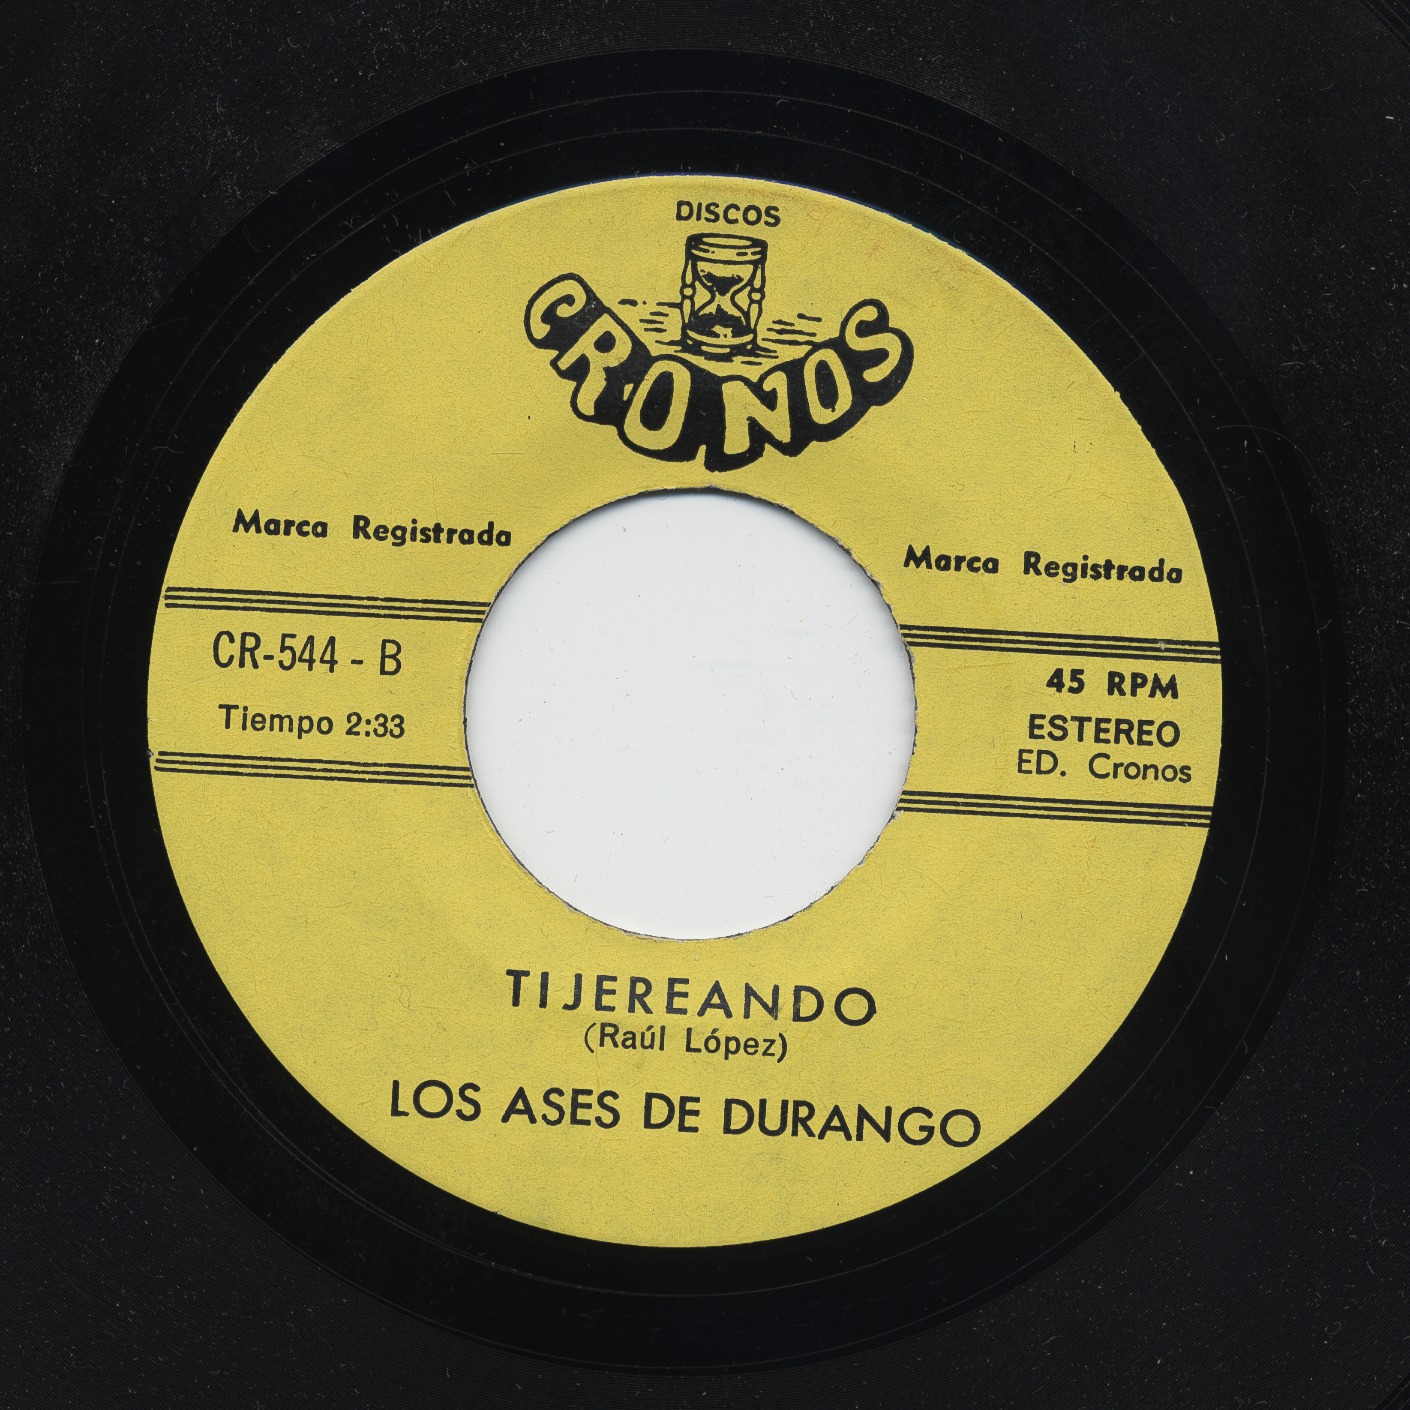 DISCOS
CRONOS
Marca Registrada
Marca Registrada
CR-544 - B
Tiempo 2:33
45 RPM
ESTEREO
ED. Cronos
TIJEREANDO
(Raúl López)
LOS ASES DE DURANGO